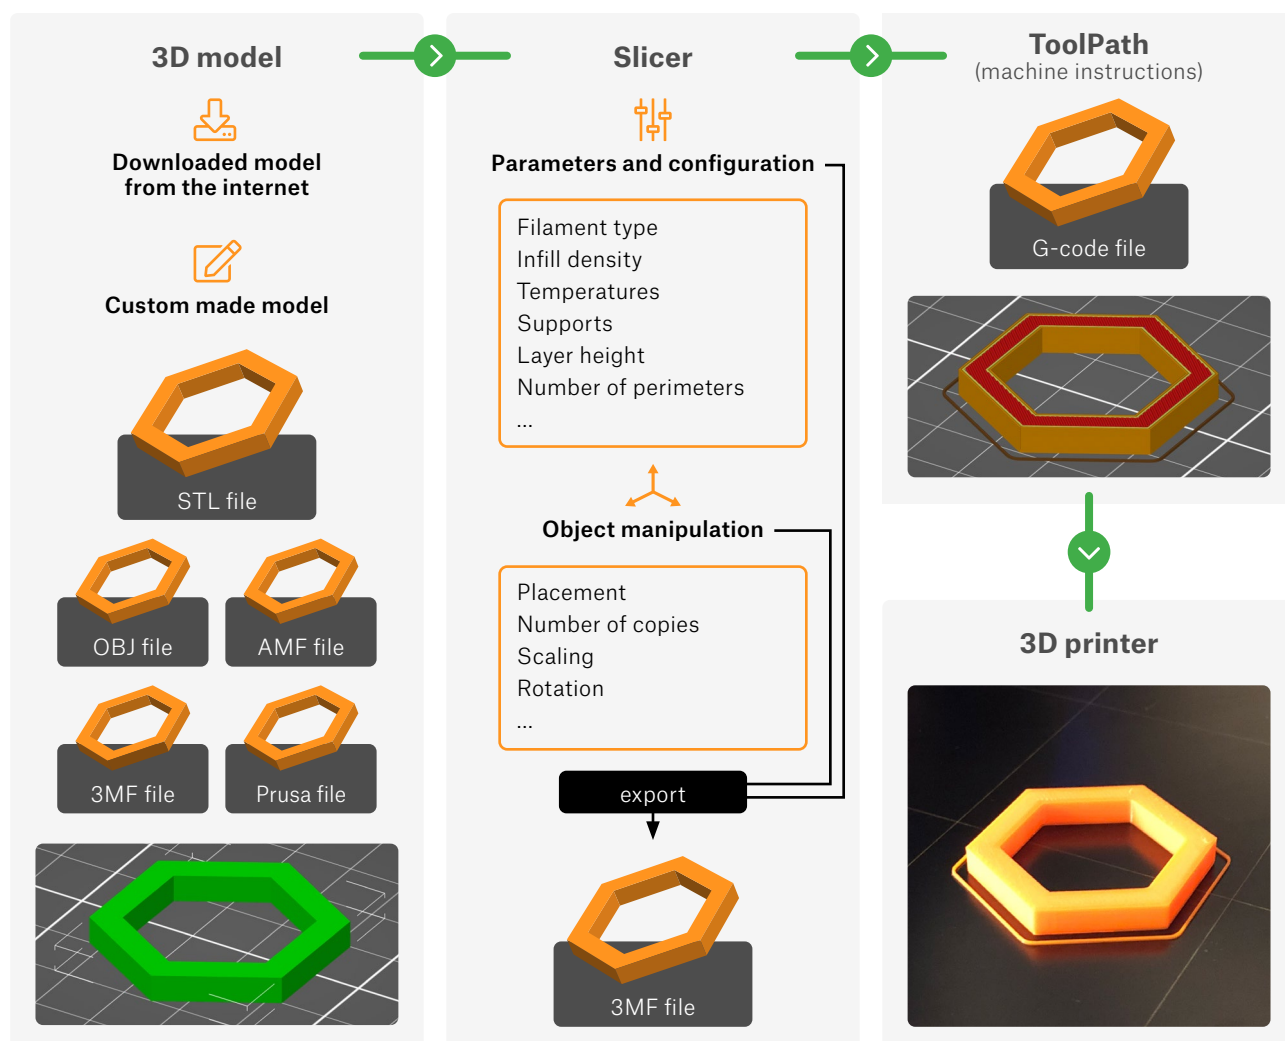 3D model
Downloaded model
from the internet
Custom made model
STL file
OBJ file
AMF file
3MF file
Prusa file
Slicer
Parameters and configuration
Filament type
Infill density
Temperatures
Supports
Layer height
Number of perimeters
...
Object manipulation
Placement
Number of copies
Scaling
Rotation
...
export
3MF file
ToolPath
(machine instructions)
G-code file
3D printer